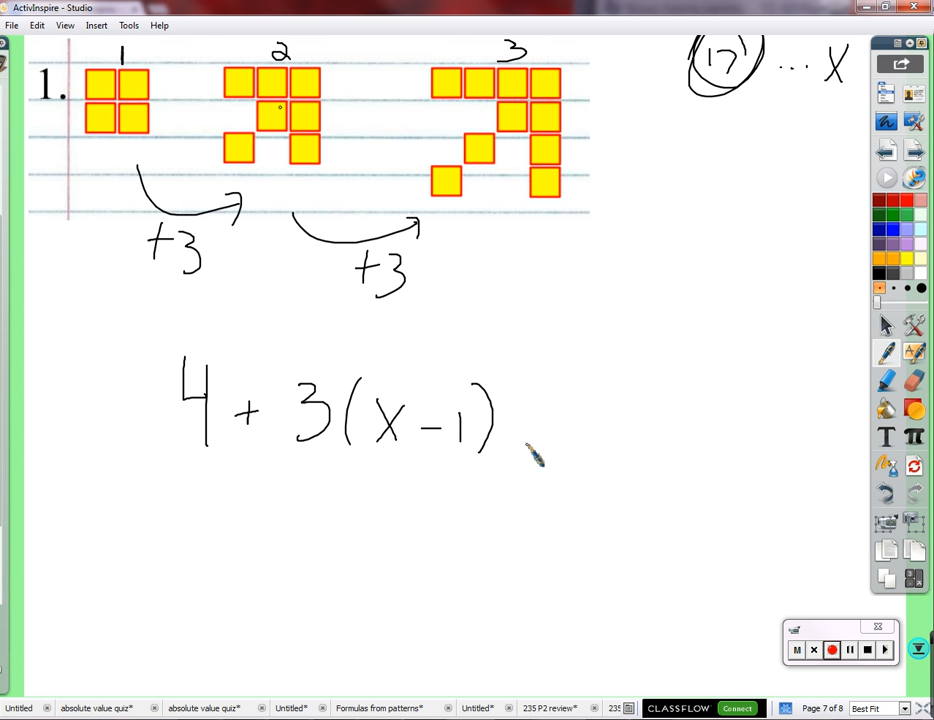 ActivInspire - Studio
File Edit View Insert Tools Help
1 2 3
17 ... X
1.
+3
+3
4 + 3(x - 1)
M
Untitled absolute value quiz* absolute value quiz* Untitled* Formulas from patterns* Untitled* 235 P2 review* 235 CLASSFLOW Connect Page 7 of 8 Best Fit